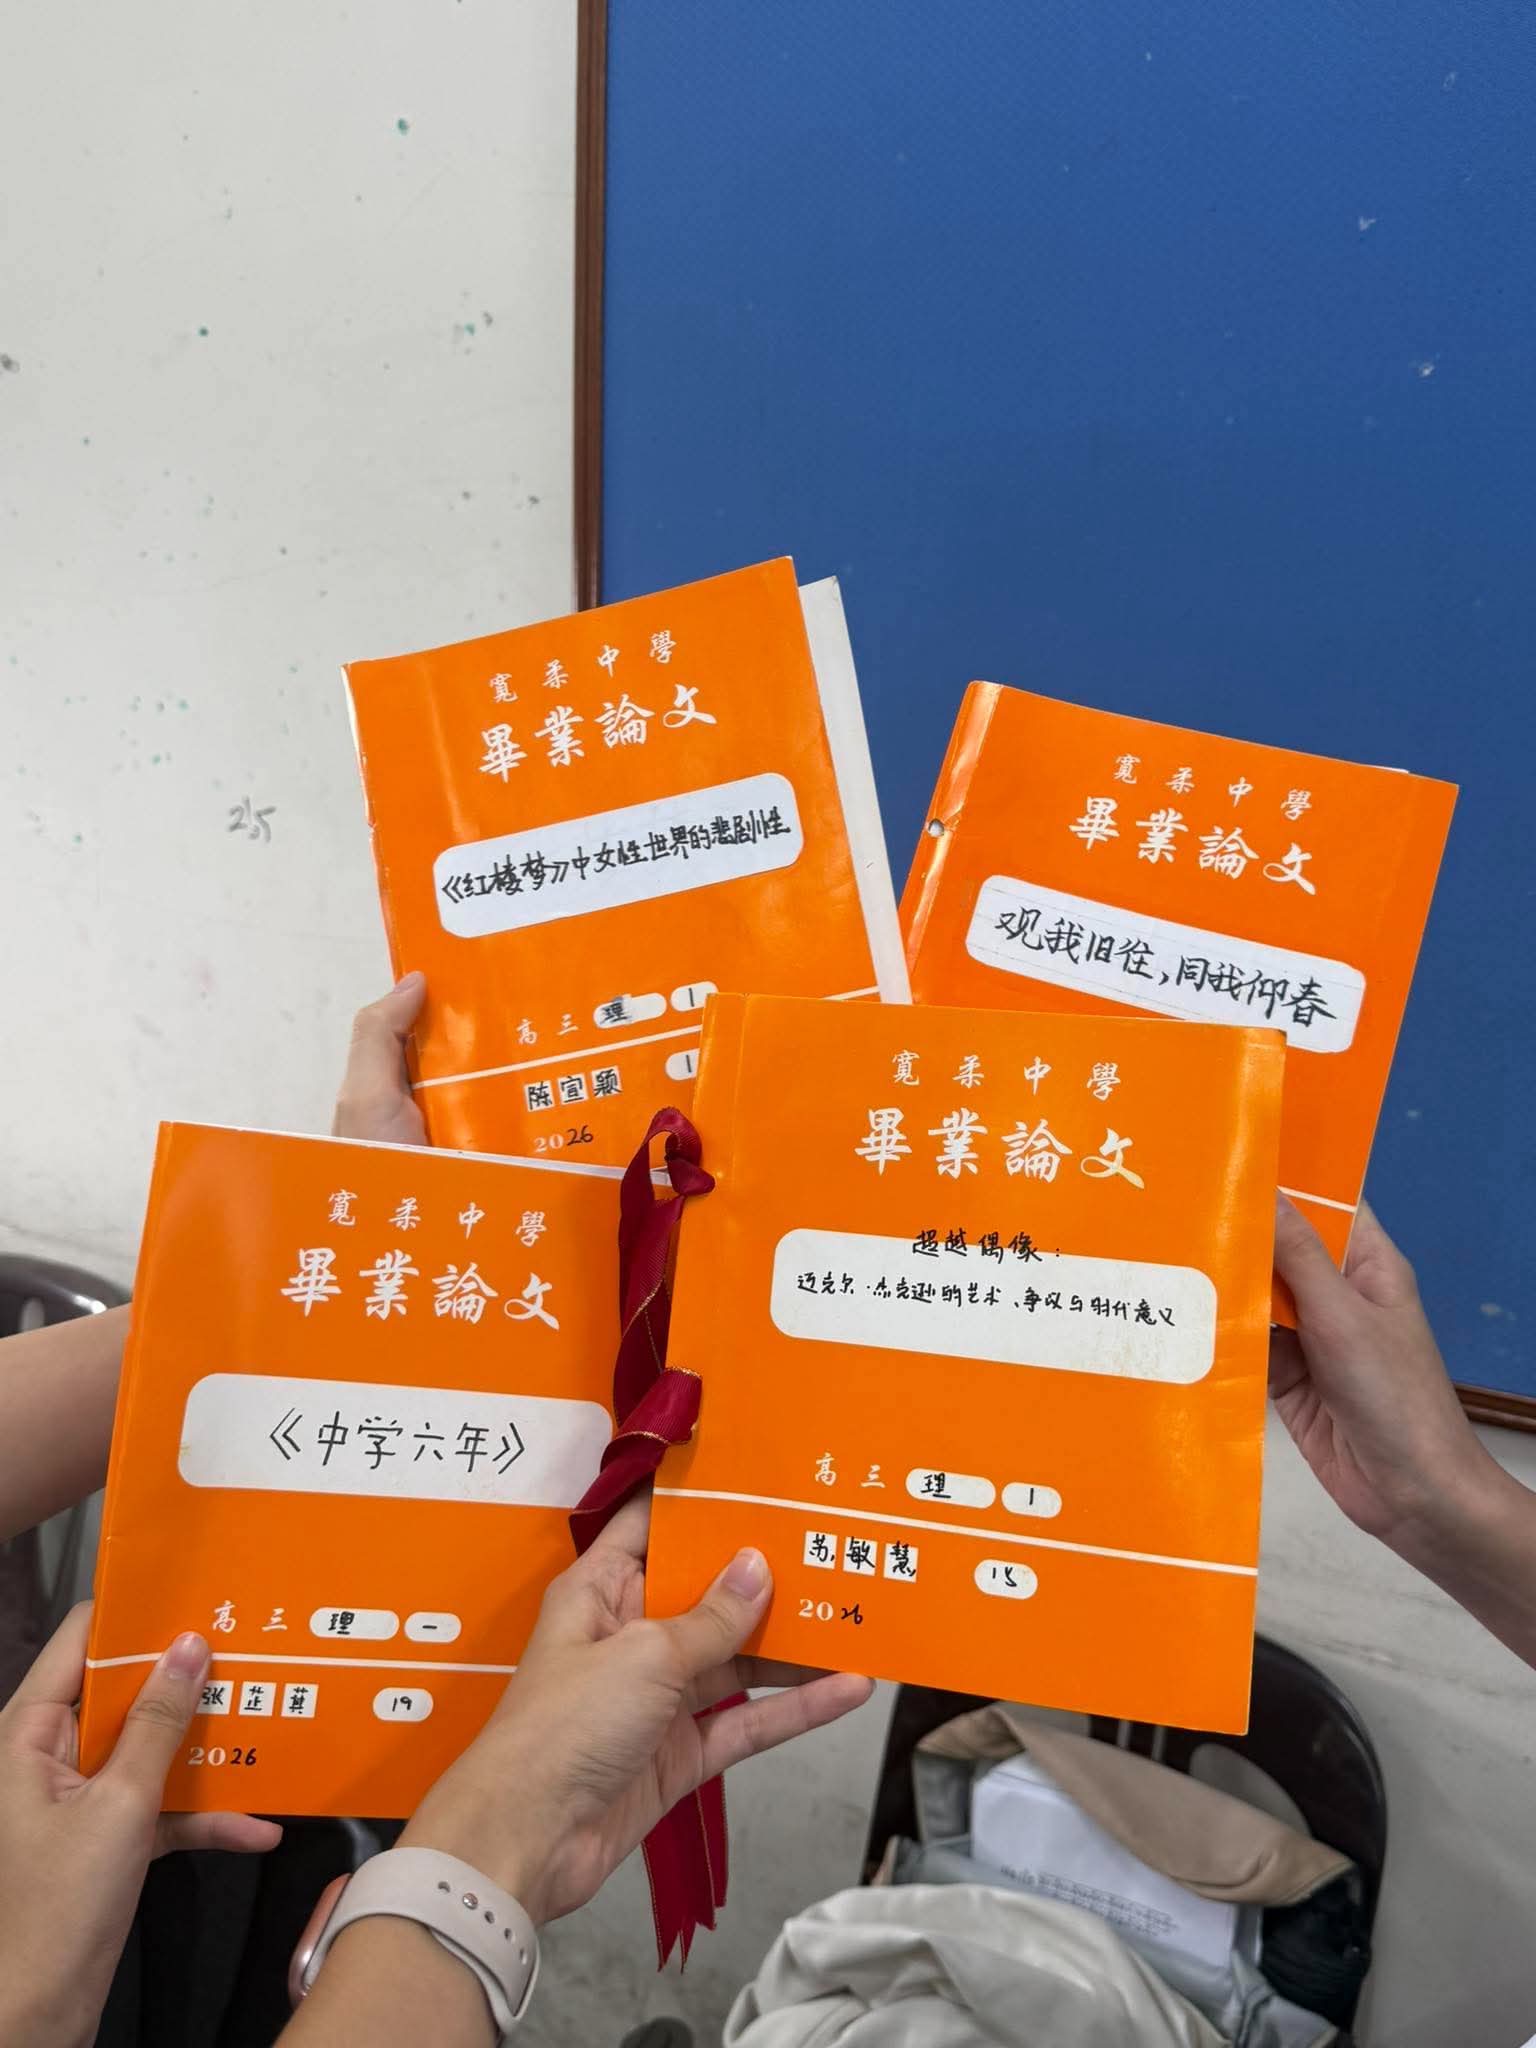 寬柔中學
畢業論文
《红楼梦》中女性世界的悲剧性
高三 理 1
陈宣颖 1
2026
寬柔中學
畢業論文
观我旧往，同我仰春
寬柔中學
畢業論文
超越偶像：
迈克尔·杰克逊的艺术、争议与时代意义
高三 理 1
苏敏慧 15
2026
寬柔中學
畢業論文
《中学六年》
高三 理 一
张芷萁 19
2026